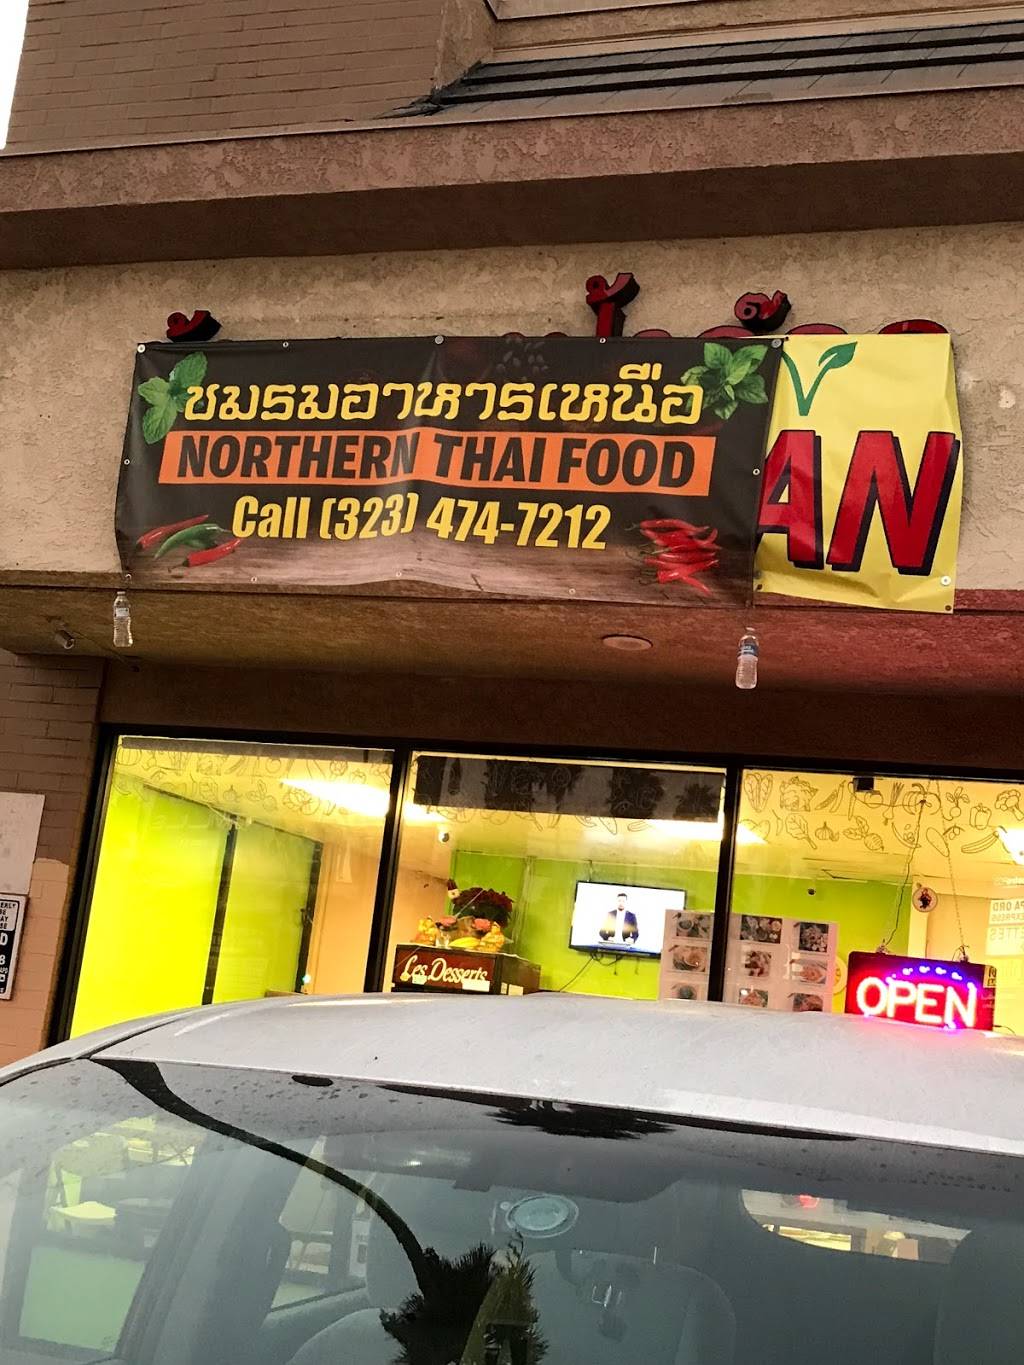 ชมรมอาหารเหนือ
NORTHERN THAI FOOD
Call (323) 474-7212
AN
Les Desserts
OPEN